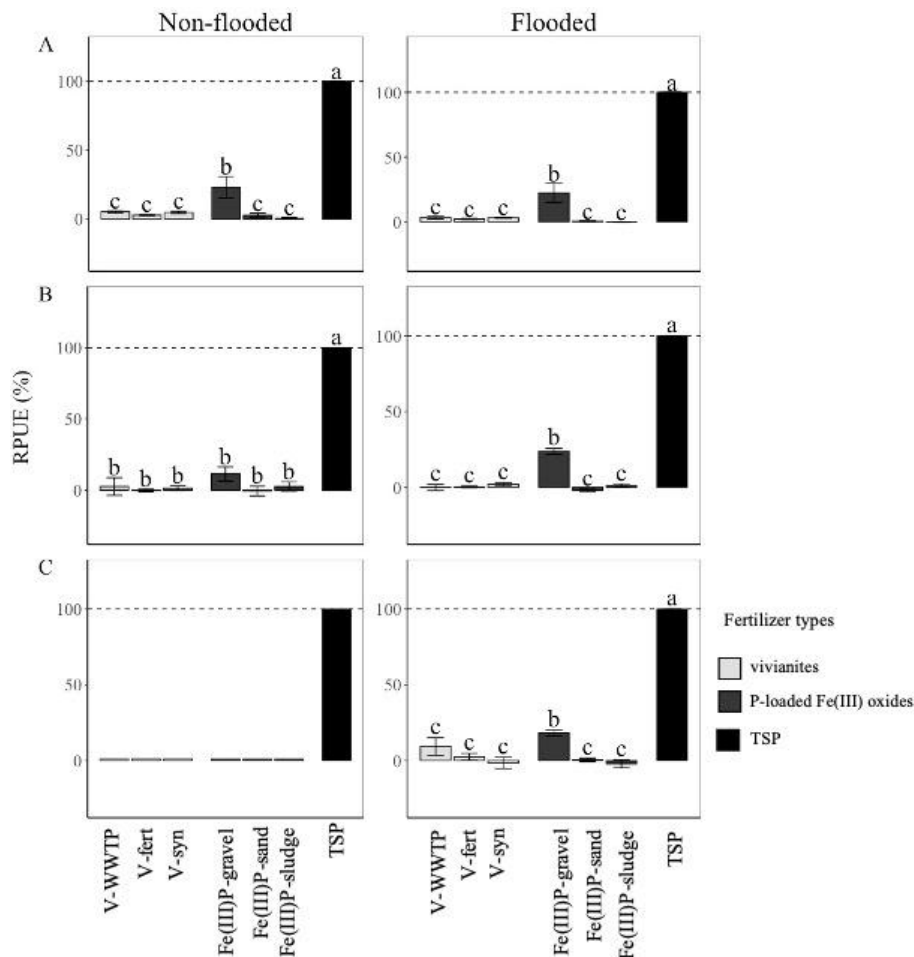 Non-flooded
Flooded
A
100
50
0
c c c b c c a
100
50
0
c c c b c c a
B
RPUE (%)
100
50
0
b b b b b b a
100
50
0
c c c b c c a
C
100
50
0
100
50
0
c c c b c c a
Fertilizer types
vivianites
P-loaded Fe(III) oxides
TSP
V-WWTP
V-fert
V-syn
Fe(III)P-gravel
Fe(III)P-sand
Fe(III)P-sludge
TSP
V-WWTP
V-fert
V-syn
Fe(III)P-gravel
Fe(III)P-sand
Fe(III)P-sludge
TSP